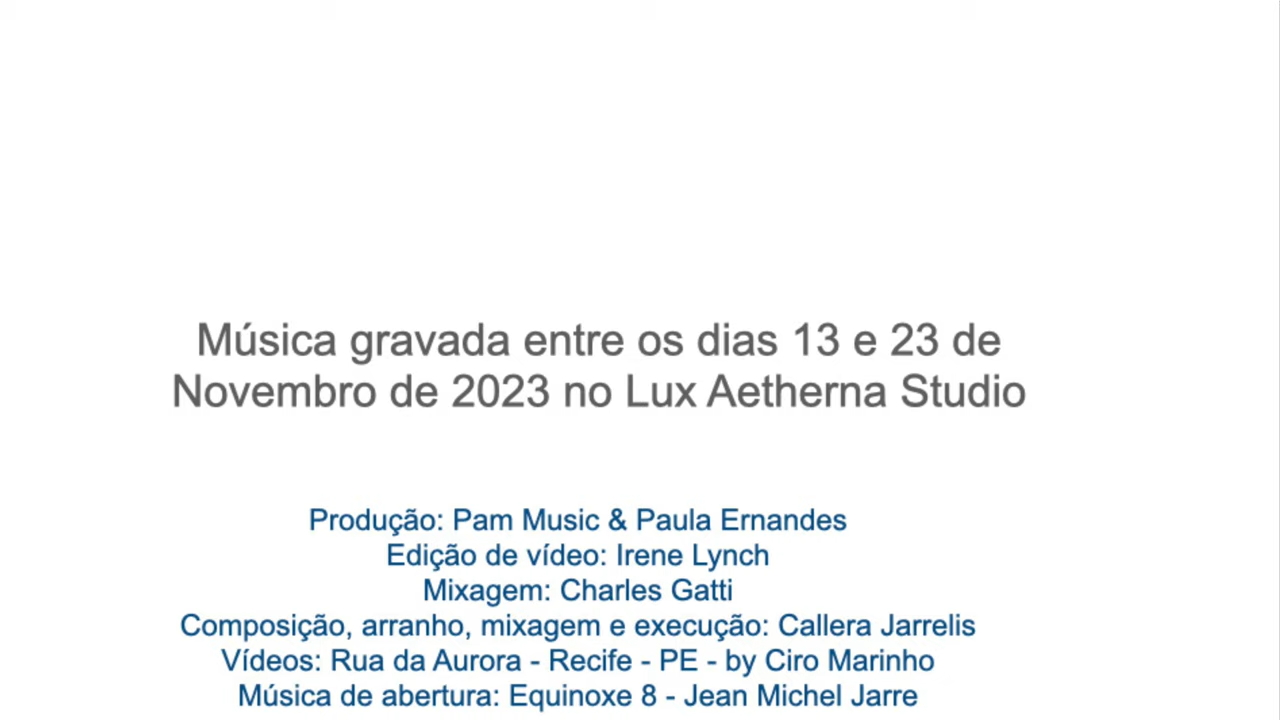 Música gravada entre os dias 13 e 23 de
Novembro de 2023 no Lux Aetherna Studio
Produção: Pam Music & Paula Ernandes
Edição de vídeo: Irene Lynch
Mixagem: Charles Gatti
Composição, arranho, mixagem e execução: Callera Jarrelis
Vídeos: Rua da Aurora - Recife - PE - by Ciro Marinho
Música de abertura: Equinoxe 8 - Jean Michel Jarre